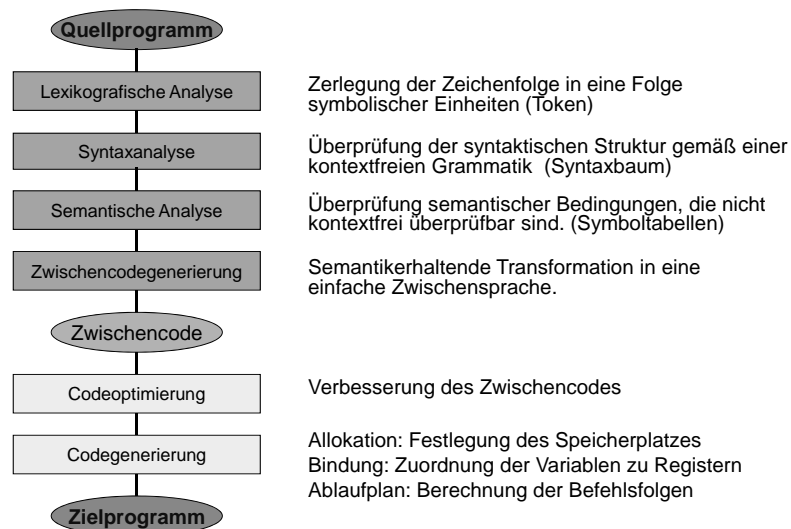 Quellprogramm
Lexikografische Analyse
Zerlegung der Zeichenfolge in eine Folge
symbolischer Einheiten (Token)
Syntaxanalyse
Überprüfung der syntaktischen Struktur gemäß einer
kontextfreien Grammatik (Syntaxbaum)
Semantische Analyse
Überprüfung semantischer Bedingungen, die nicht
kontextfrei überprüfbar sind. (Symboltabellen)
Zwischencodegenerierung
Semantikerhaltende Transformation in eine
einfache Zwischensprache.
Zwischencode
Codeoptimierung
Verbesserung des Zwischencodes
Codegenerierung
Allokation: Festlegung des Speicherplatzes
Bindung: Zuordnung der Variablen zu Registern
Ablaufplan: Berechnung der Befehlsfolgen
Zielprogramm